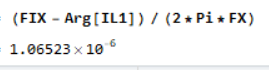 (FIX - Arg[IL1]) / (2 * Pi * FX)
1.06523 × 10^-6